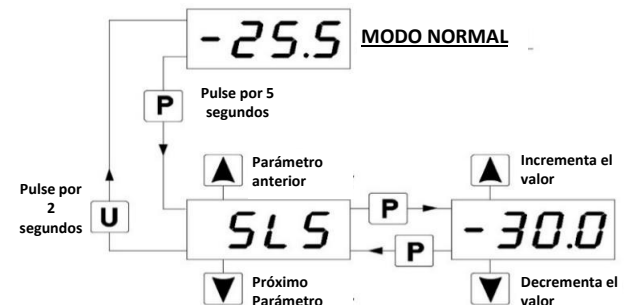 -25.5
MODO NORMAL
P
Pulse por 5
segundos
Parámetro
anterior
Incrementa el
valor
Pulse por
2
segundos
U
SLS
P
P
-30.0
Próximo
Parámetro
Decrementa el
valor